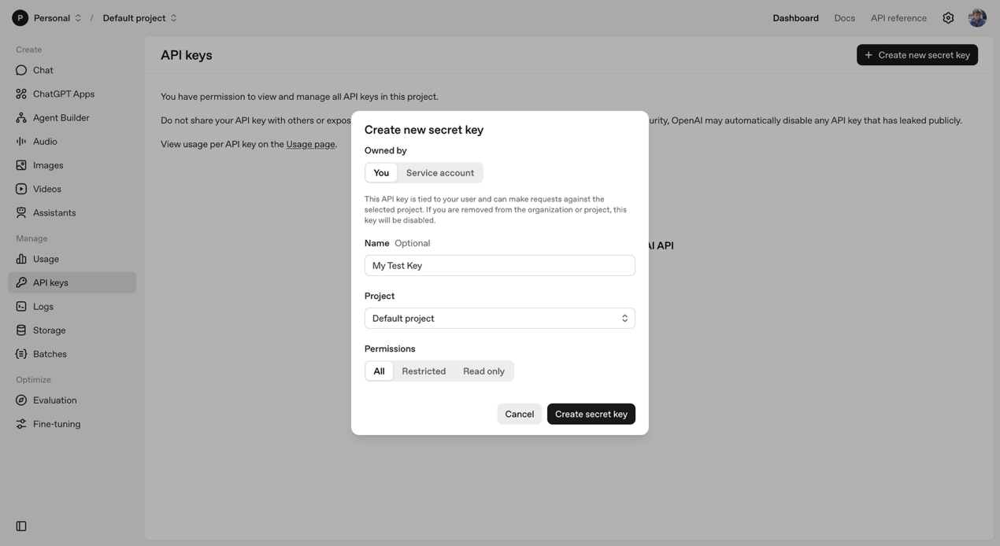 P Personal / Default project
Dashboard Docs API reference
Create
Chat
ChatGPT Apps
Agent Builder
Audio
Images
Videos
Assistants
Manage
Usage
API keys
Logs
Storage
Batches
Optimize
Evaluation
Fine-tuning
API keys
+ Create new secret key
You have permission to view and manage all API keys in this project.
Do not share your API key with others or OpenAI may automatically disable any API key that has leaked publicly.
View usage per API key on the Usage page.
API
Create new secret key
Owned by
You Service account
This API key is tied to your user and can make requests against the
selected project. If you are removed from the organization or project, this
key will be disabled.
Name Optional
My Test Key
Project
Default project
Permissions
All Restricted Read only
Cancel Create secret key